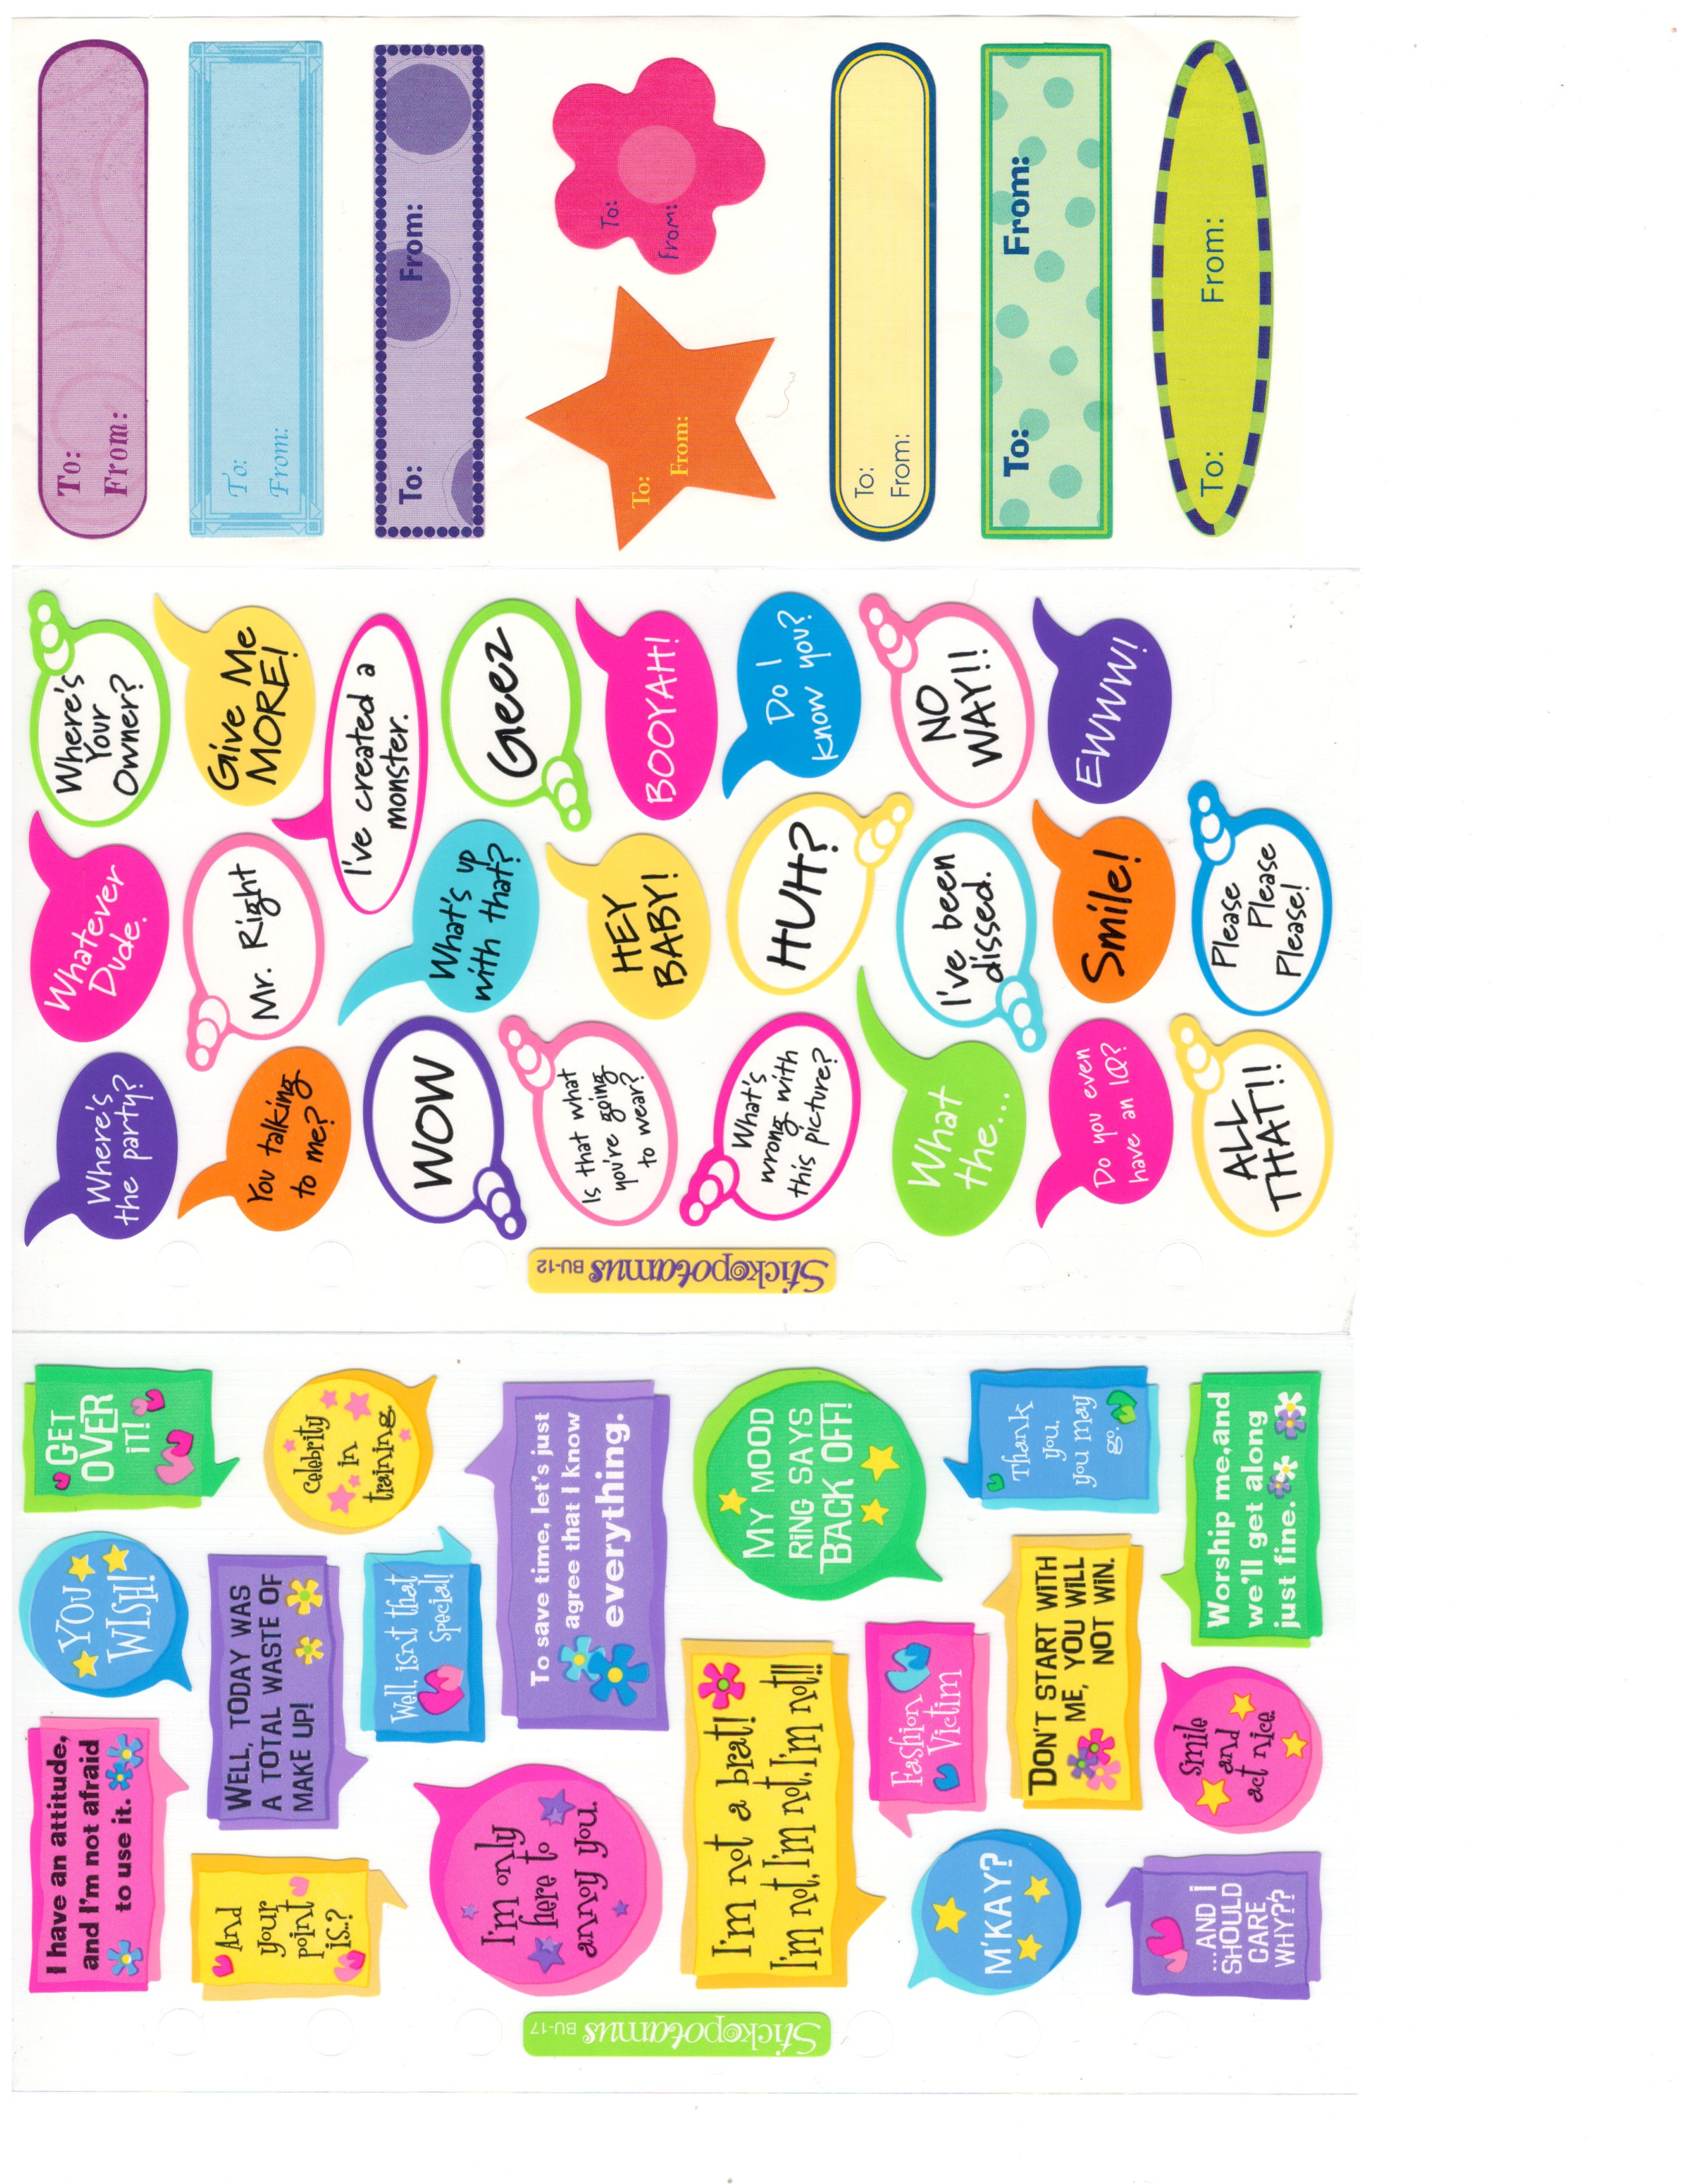 To:
From:
To:
From:
To: From:
To:
From:
To:
From:
To:
From:
To: From:
To: From:
Where's
Your
Owner?
Give Me
MORE!
I've created a
monster.
Geez
BOOYAH!
Do I
know you?
NO
WAY!!
EWWW!
Whatever
Dude.
Mr. Right
What's up
with that?
HEY
BABY!
HUH?
I've been
dissed.
Smile!
Please
Please
Please!
Where's
the party?
You talking
to me?
WOW
Is that what
you're going
to wear?
What's
wrong with
this picture?
What
the...
Do you even
have an IQ?
ALL
THAT!!
Stickopotamus BU-12
GET
OVER
iT!
Celebrity
in
training.
To save time, let's just
agree that I know
everything.
MY MOOD
RiNG SAYS
BACK OFF!
Thank
you,
you may
go.
Worship me,and
we'll get along
just fine.
YOU
WISH!
WELL, TODAY WAS
A TOTAL WASTE OF
MAKE UP!
Well, isn't that
Special!
Fashion
Victim
DON'T START WiTH
ME, YOU WiLL
NOT WiN.
I have an attitude,
and I'm not afraid
to use it.
And
your
point
is..?
I'm only
here to
annoy you.
I'm not a brat!
I'm not, I'm not, I'm not!!
M'KAY?
Smile
and
act nice.
...AND I
SHOULD
CARE
WHY??
Stickopotamus BU-17